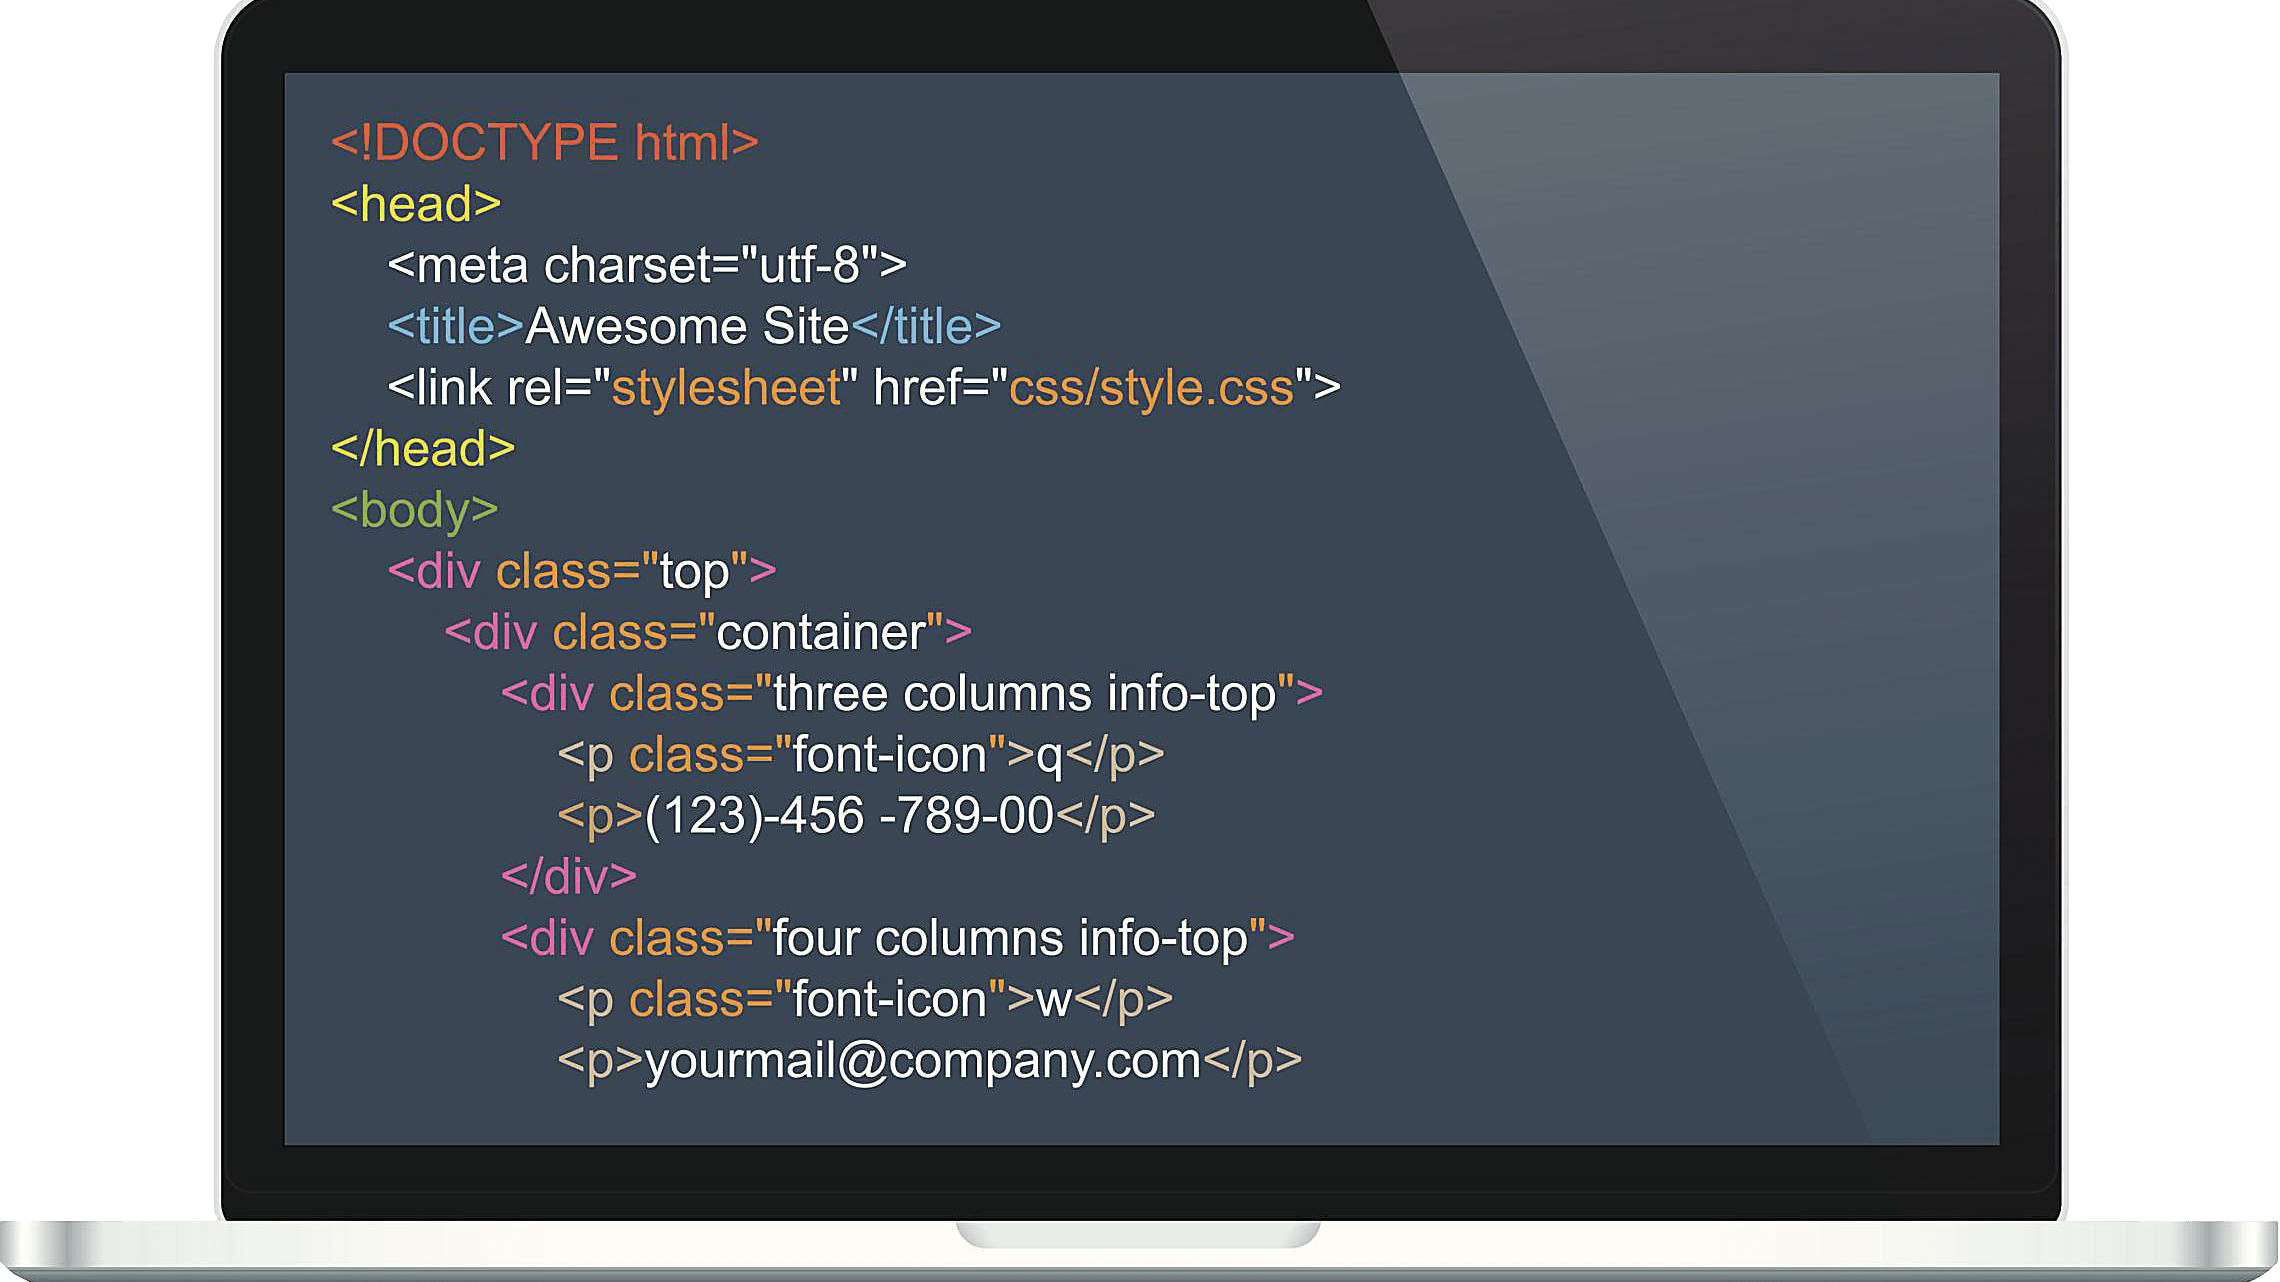 <!DOCTYPE html>
<head>
<meta charset="utf-8">
<title>Awesome Site</title>
<link rel="stylesheet" href="css/style.css">
</head>
<body>
<div class="top">
<div class="container">
<div class="three columns info-top">
<p class="font-icon">q</p>
<p>(123)-456 -789-00</p>
</div>
<div class="four columns info-top">
<p class="font-icon">w</p>
<p>yourmail@company.com</p>